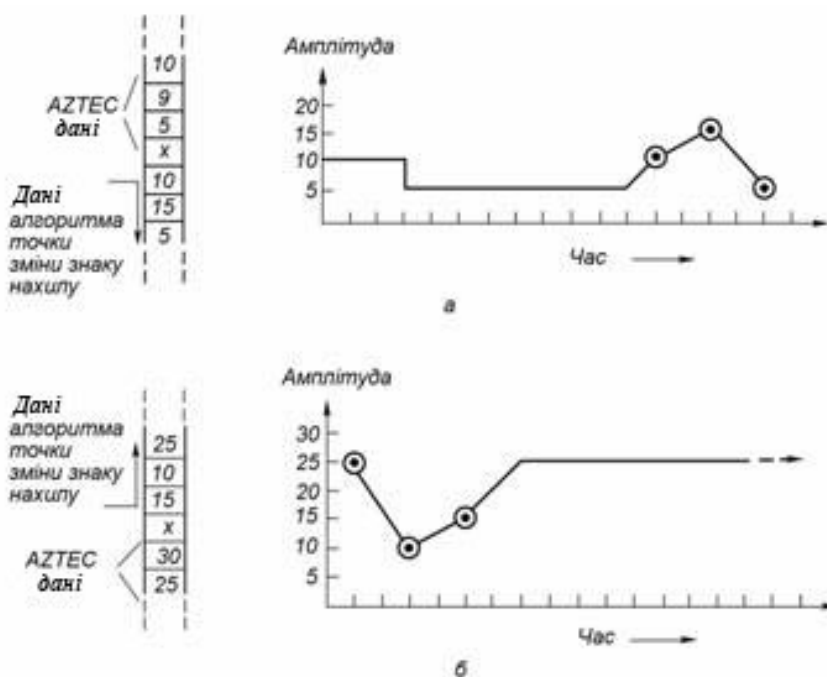 10
9
5
x
10
15
5
AZTEC
дані
Дані
алгоритма
точки
зміни знаку
нахилу
Амплітуда
20
15
10
5
Час
а
Дані
алгоритма
точки
зміни знаку
нахилу
25
10
15
x
30
25
AZTEC
дані
Амплітуда
30
25
20
15
10
5
Час
б